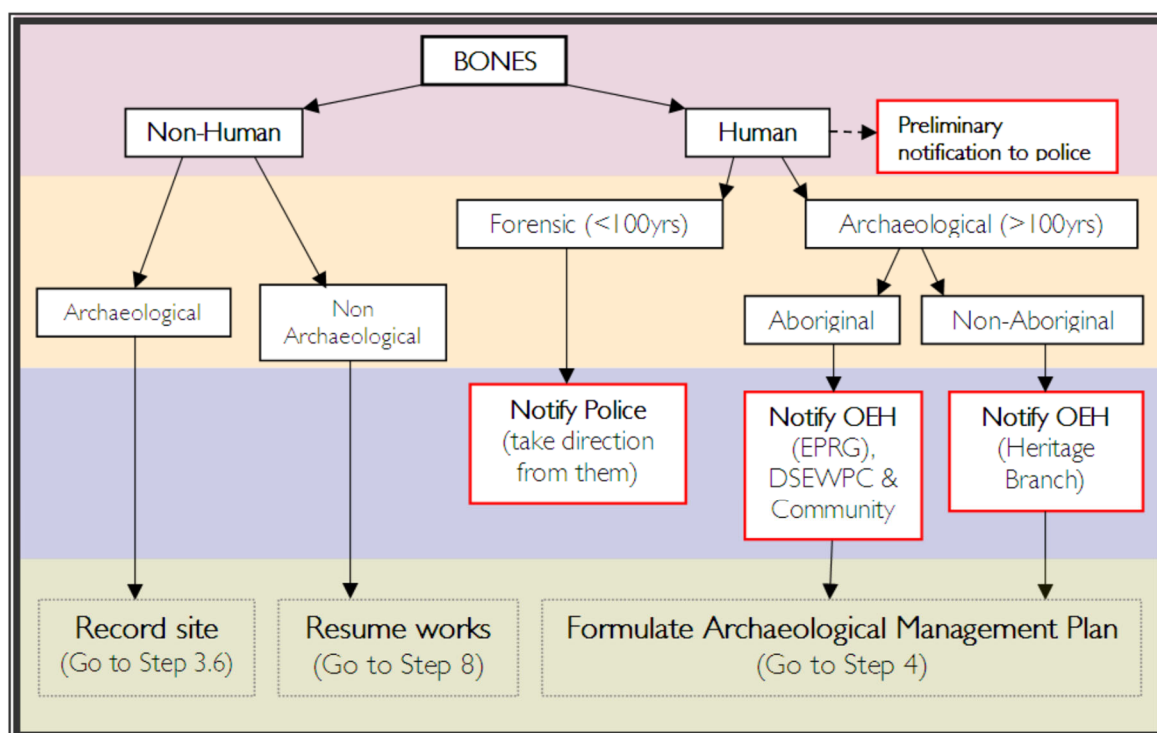 BONES
Non-Human
Human
Preliminary
notification to police
Forensic (<100yrs)
Archaeological (>100yrs)
Archaeological
Non
Archaeological
Aboriginal
Non-Aboriginal
Notify Police
(take direction
from them)
Notify OEH
(EPRG),
DSEWPC &
Community
Notify OEH
(Heritage
Branch)
Record site
(Go to Step 3.6)
Resume works
(Go to Step 8)
Formulate Archaeological Management Plan
(Go to Step 4)